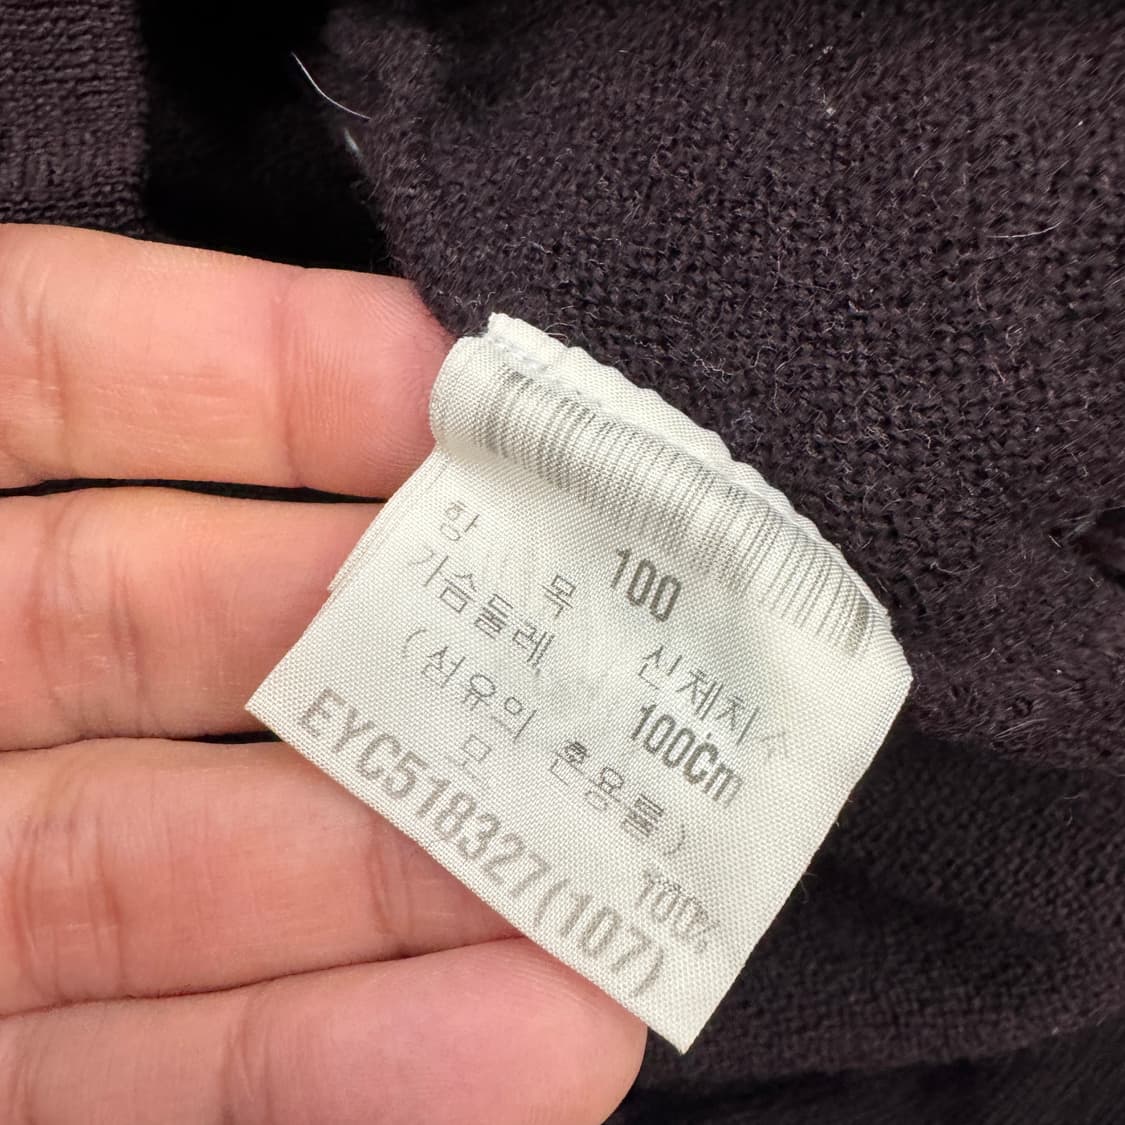 100
항 목 신체치수
가슴둘레 100Cm
(섬유의 혼용률)
모 100%
EYC518327(107)